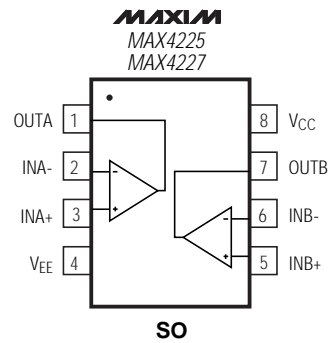 MAXIM
MAX4225
MAX4227
OUTA 1
INA- 2
INA+ 3
VEE 4
8 VCC
7 OUTB
6 INB-
5 INB+
- +
- +
SO